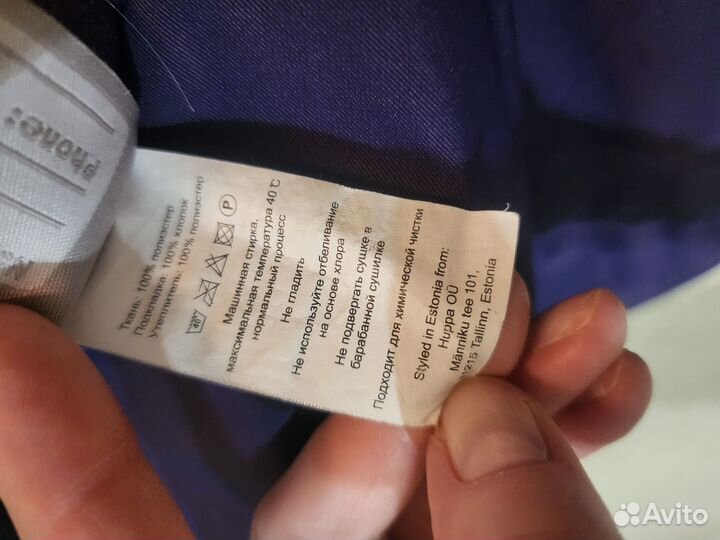 Phone:
Ткань: 100% полиэстер
Подкладка: 100% хлопок
Утеплитель: 100% полиэстер
40°
P
Машинная стирка,
максимальная температура 40°C
нормальный процесс
Не гладить
Не используйте отбеливание
на основе хлора
Не подвергать сушке в
барабанной сушилке
Подходит для химической чистки
Styled in Estonia from:
Huppa OÜ
Männiku tee 101,
Tallinn, Estonia
Avito